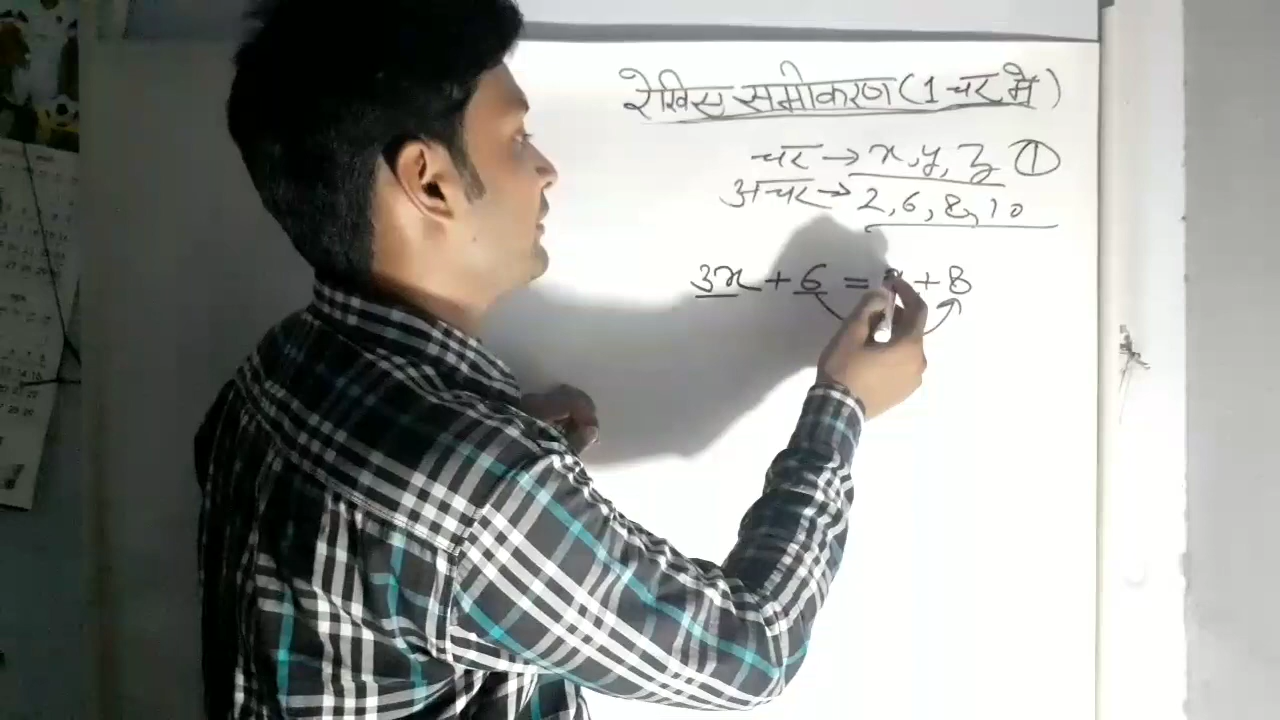 रेखिए समीकरण (1 चर में)
चर → x, y, z ①
अचर → 2, 6, 8, 10
3x + 6 = x + 8